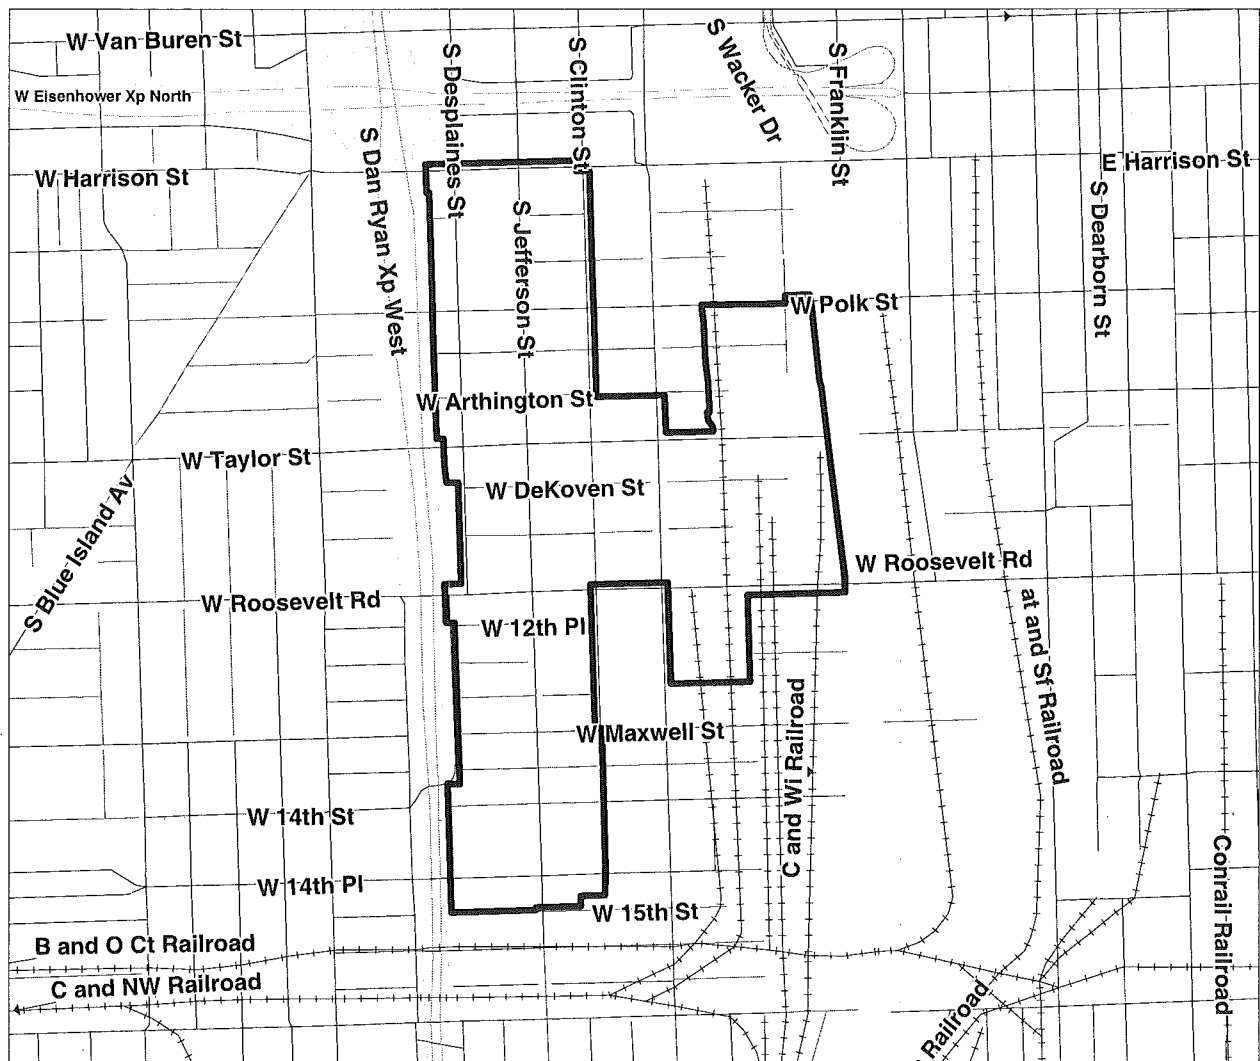 W Van Buren St
S Desplaines St
S Clinton St
S Wacker Dr
S Franklin St
W Eisenhower Xp North
S Dan Ryan Xp West
W Harrison St
E Harrison St
S Jefferson St
S Dearborn St
W Polk St
W Arthington St
W Taylor St
W DeKoven St
S Blue Island Av
W Roosevelt Rd
W Roosevelt Rd
W 12th Pl
at and Sf Railroad
W Maxwell St
C and Wi Railroad
W 14th St
W 14th Pl
W 15th St
Conrail Railroad
B and O Ct Railroad
C and NW Railroad
Railroad